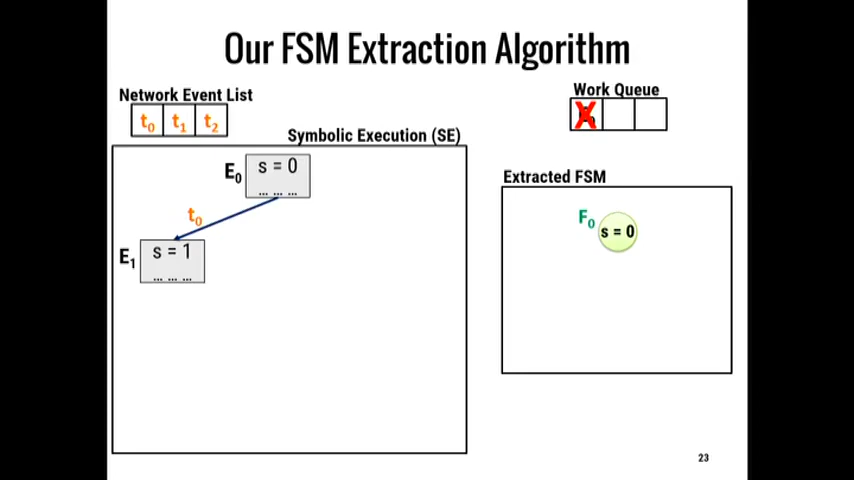 Our FSM Extraction Algorithm
Network Event List
t0 t1 t2
Work Queue
Symbolic Execution (SE)
E0
s = 0
... ... ...
t0
E1
s = 1
... ... ...
Extracted FSM
F0
s = 0
23